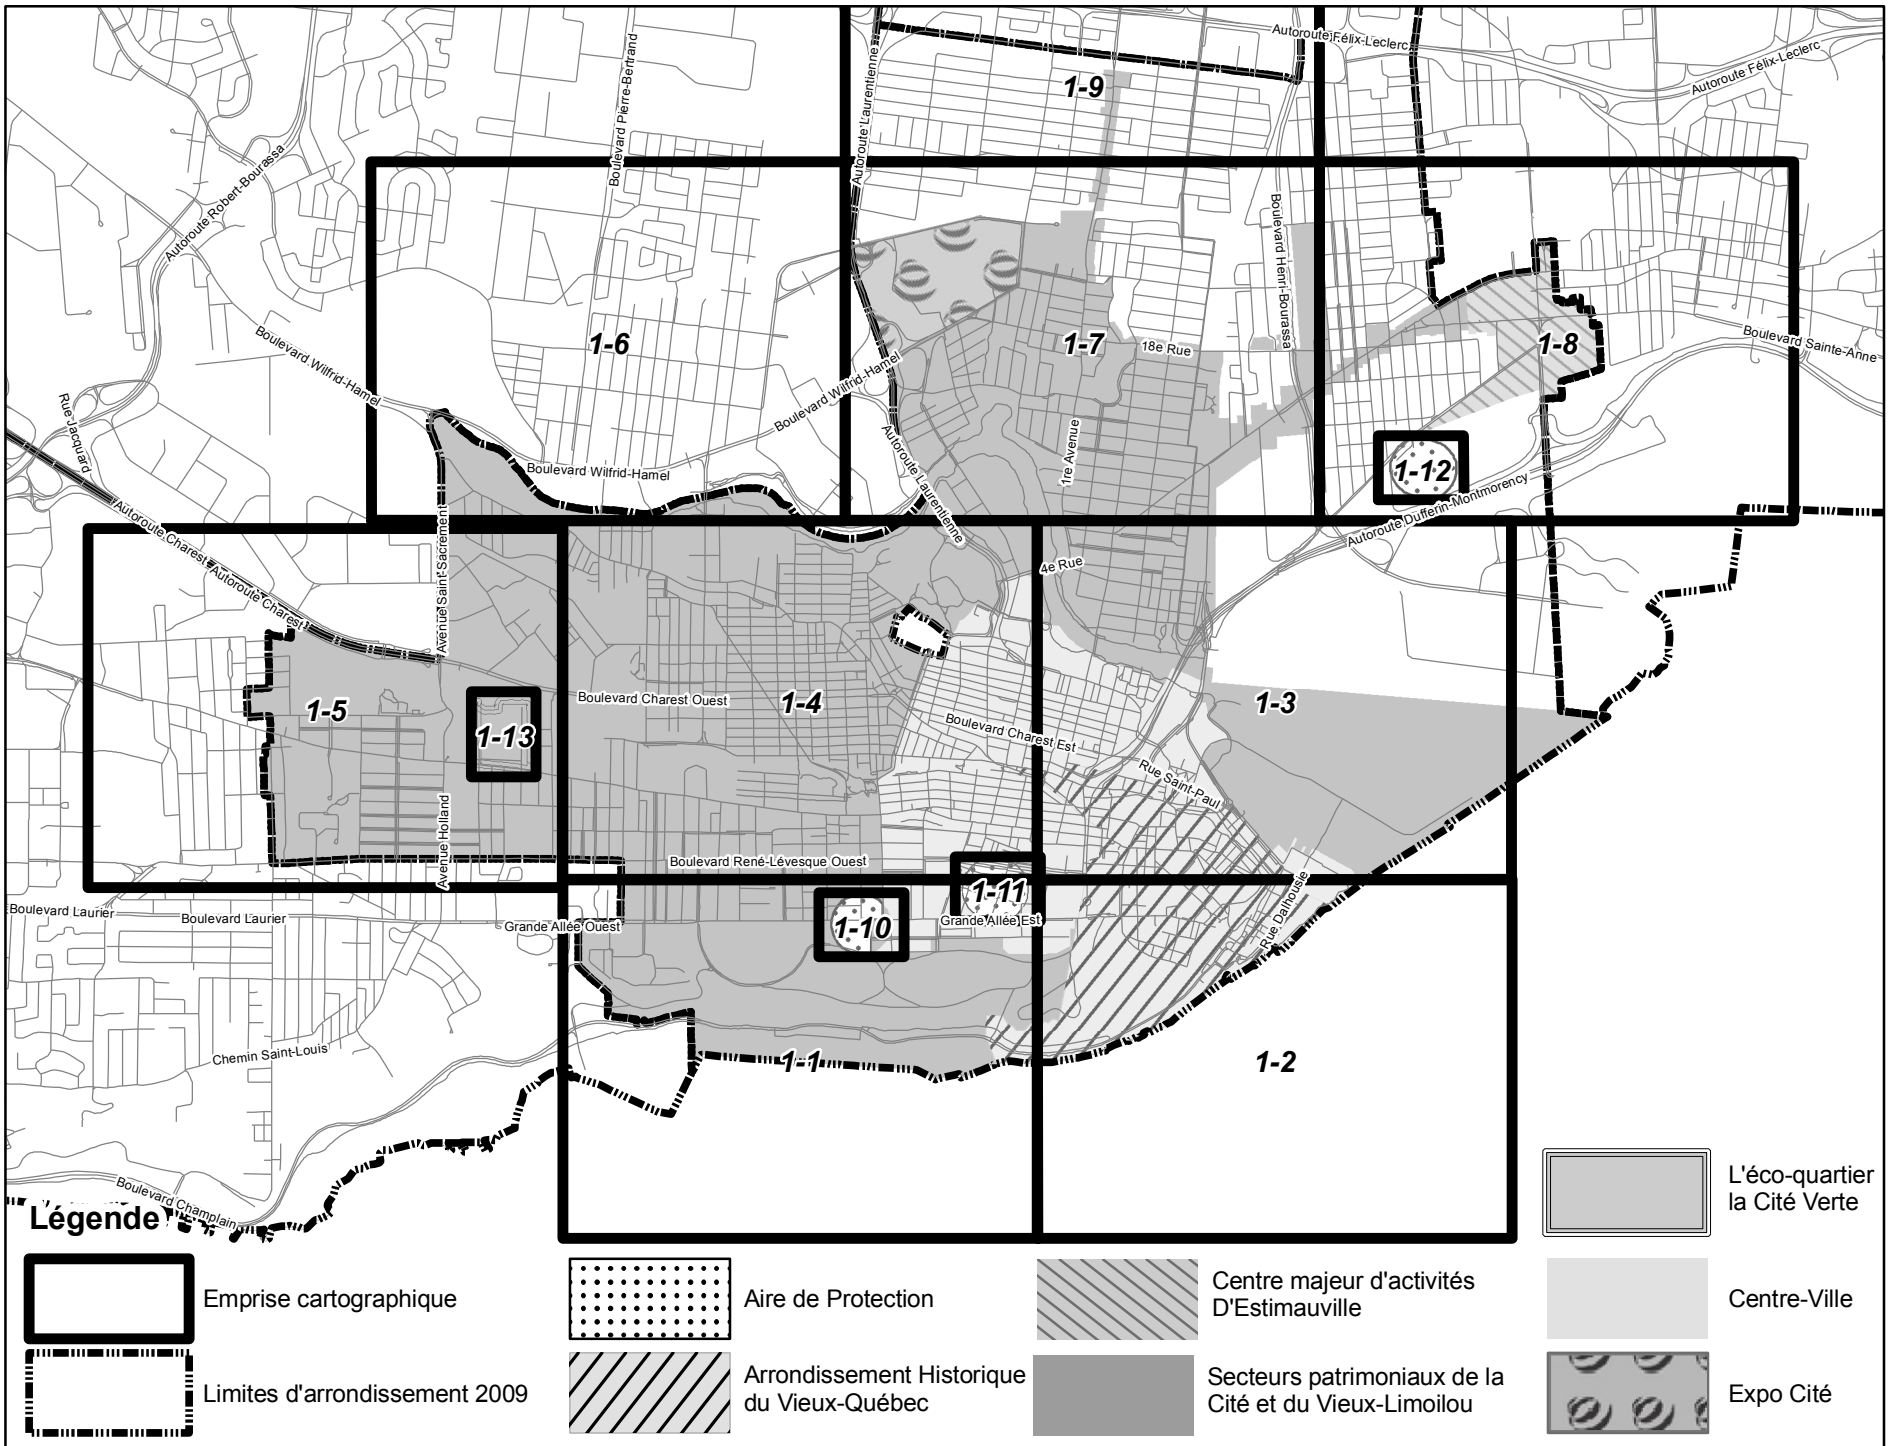 Autoroute Félix-Leclerc
Autoroute Félix-Leclerc
1-9
Boulevard Pierre-Bertrand
Autoroute Laurentienne
Autoroute Robert-Bourassa
Boulevard Henri-Bourassa
1-6
1-7
18e Rue
1-8
Boulevard Sainte-Anne
Boulevard Wilfrid-Hamel
Boulevard Wilfrid-Hamel
Rue Jacquard
Autoroute Laurentienne
1re Avenue
Boulevard Wilfrid-Hamel
1-12
Autoroute Dufferin-Montmorency
Autoroute Charest
Autoroute Charest
Avenue Saint-Sacrement
4e Rue
1-5
1-13
Boulevard Charest Ouest
1-4
1-3
Boulevard Charest Est
Rue Saint-Paul
Avenue Holland
Boulevard René-Lévesque Ouest
1-11
Boulevard Laurier
Boulevard Laurier
Grande Allée Ouest
1-10
Grande Allée Est
Rue Dalhousie
Chemin Saint-Louis
1-1
1-2
Boulevard Champlain
Légende
L'éco-quartier
la Cité Verte
Emprise cartographique
Aire de Protection
Centre majeur d'activités
D'Estimauville
Centre-Ville
Limites d'arrondissement 2009
Arrondissement Historique
du Vieux-Québec
Secteurs patrimoniaux de la
Cité et du Vieux-Limoilou
Expo Cité